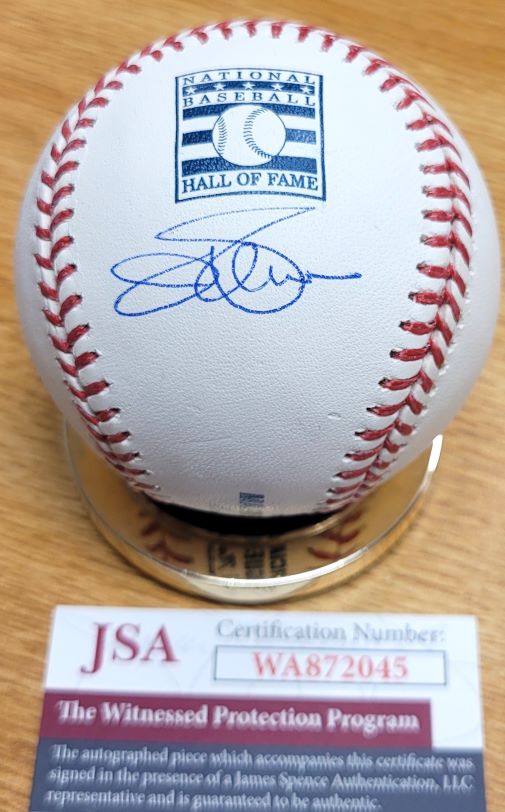 NATIONAL
BASEBALL
HALL OF FAME
JSA
Certification Number:
WA872045
The Witnessed Protection Program
The autographed piece which accompanies this certificate was
signed in the presence of a James Spence Authentication, LLC
representative and is guaranteed to be authentic.